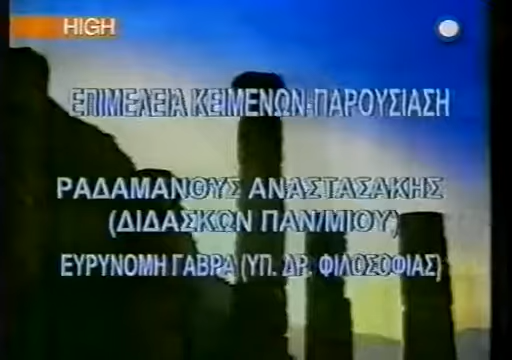 HIGH
ΕΠΙΜΕΛΕΙΑ ΚΕΙΜΕΝΩΝ-ΠΑΡΟΥΣΙΑΣΗ
ΡΑΔΑΜΑΝΘΥΣ ΑΝΑΣΤΑΣΑΚΗΣ
(ΔΙΔΑΣΚΩΝ ΠΑΝ/ΜΙΟΥ)
ΕΥΡΥΝΟΜΗ ΓΑΒΡΑ (ΥΠ. ΔΡ. ΦΙΛΟΣΟΦΙΑΣ)